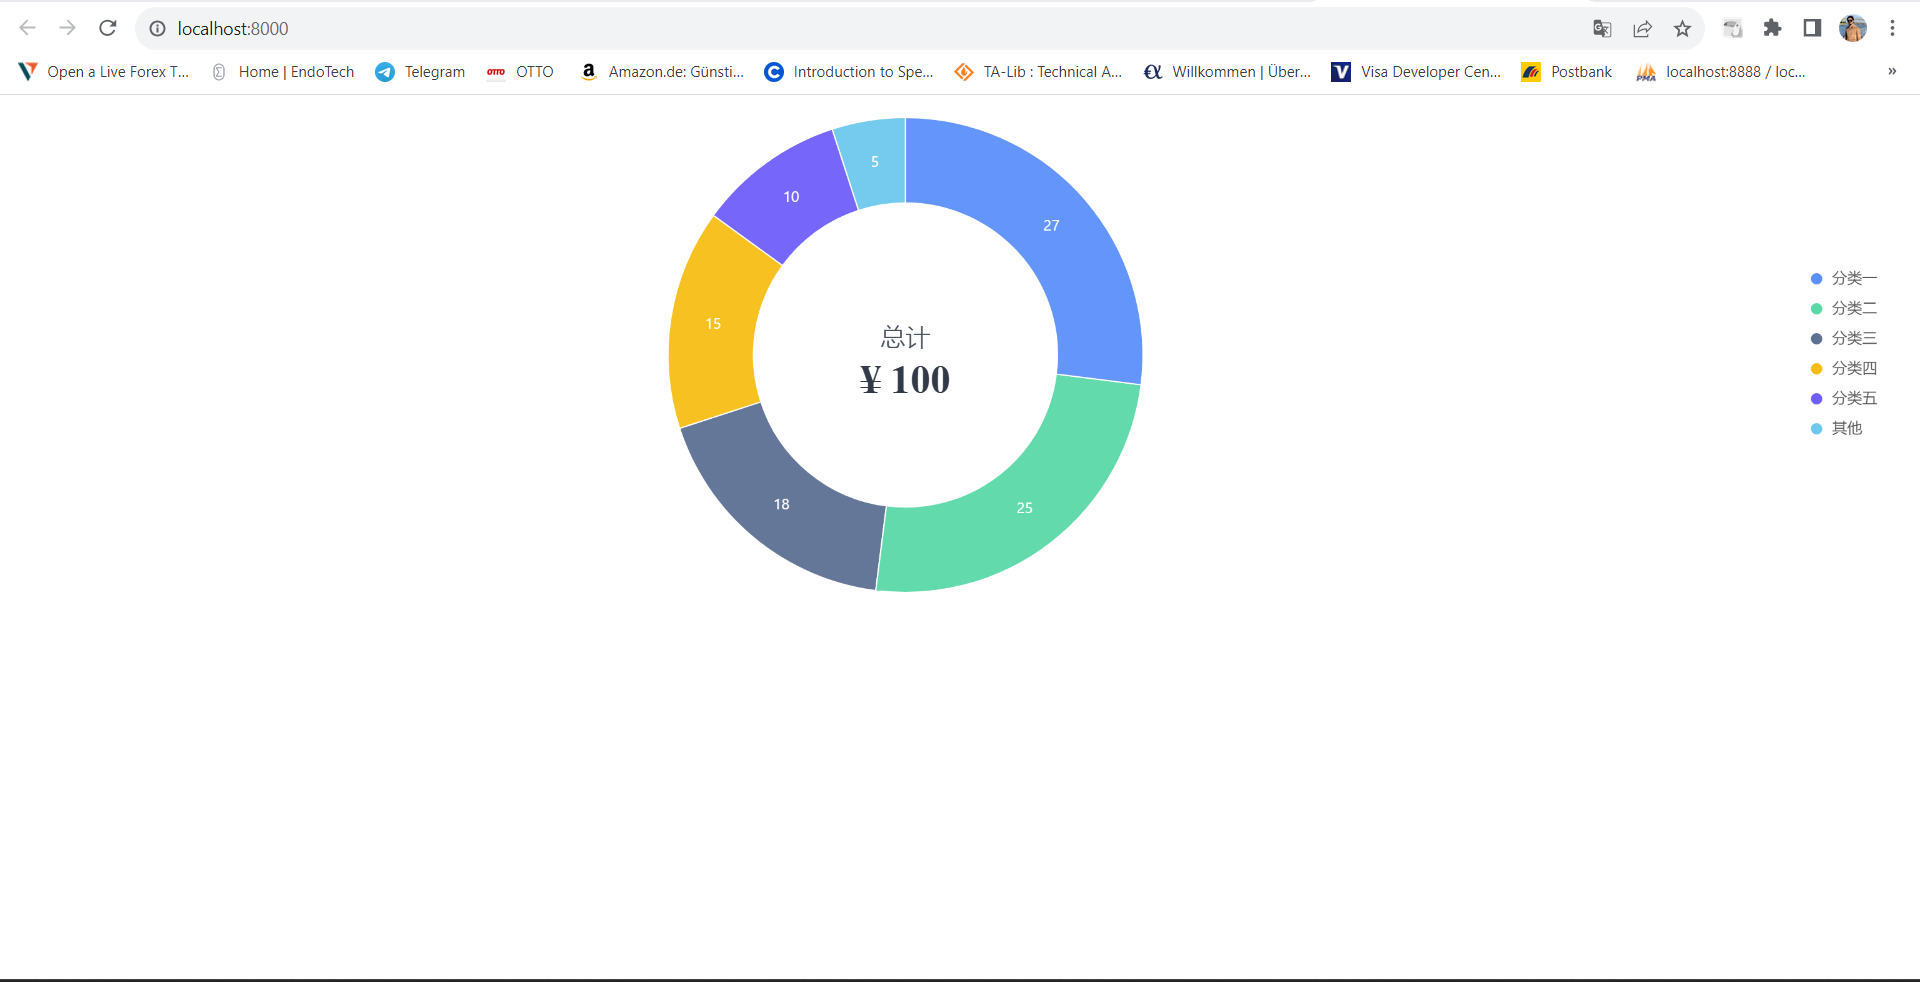 localhost:8000
Open a Live Forex T...
Home | EndoTech
Telegram
OTTO
OTTO
Amazon.de: Günsti...
Introduction to Spe...
TA-Lib : Technical A...
Willkommen | Über...
Visa Developer Cen...
Postbank
PMA
localhost:8888 / loc...
»
5
27
10
15
总计
¥ 100
18
25
分类一
分类二
分类三
分类四
分类五
其他